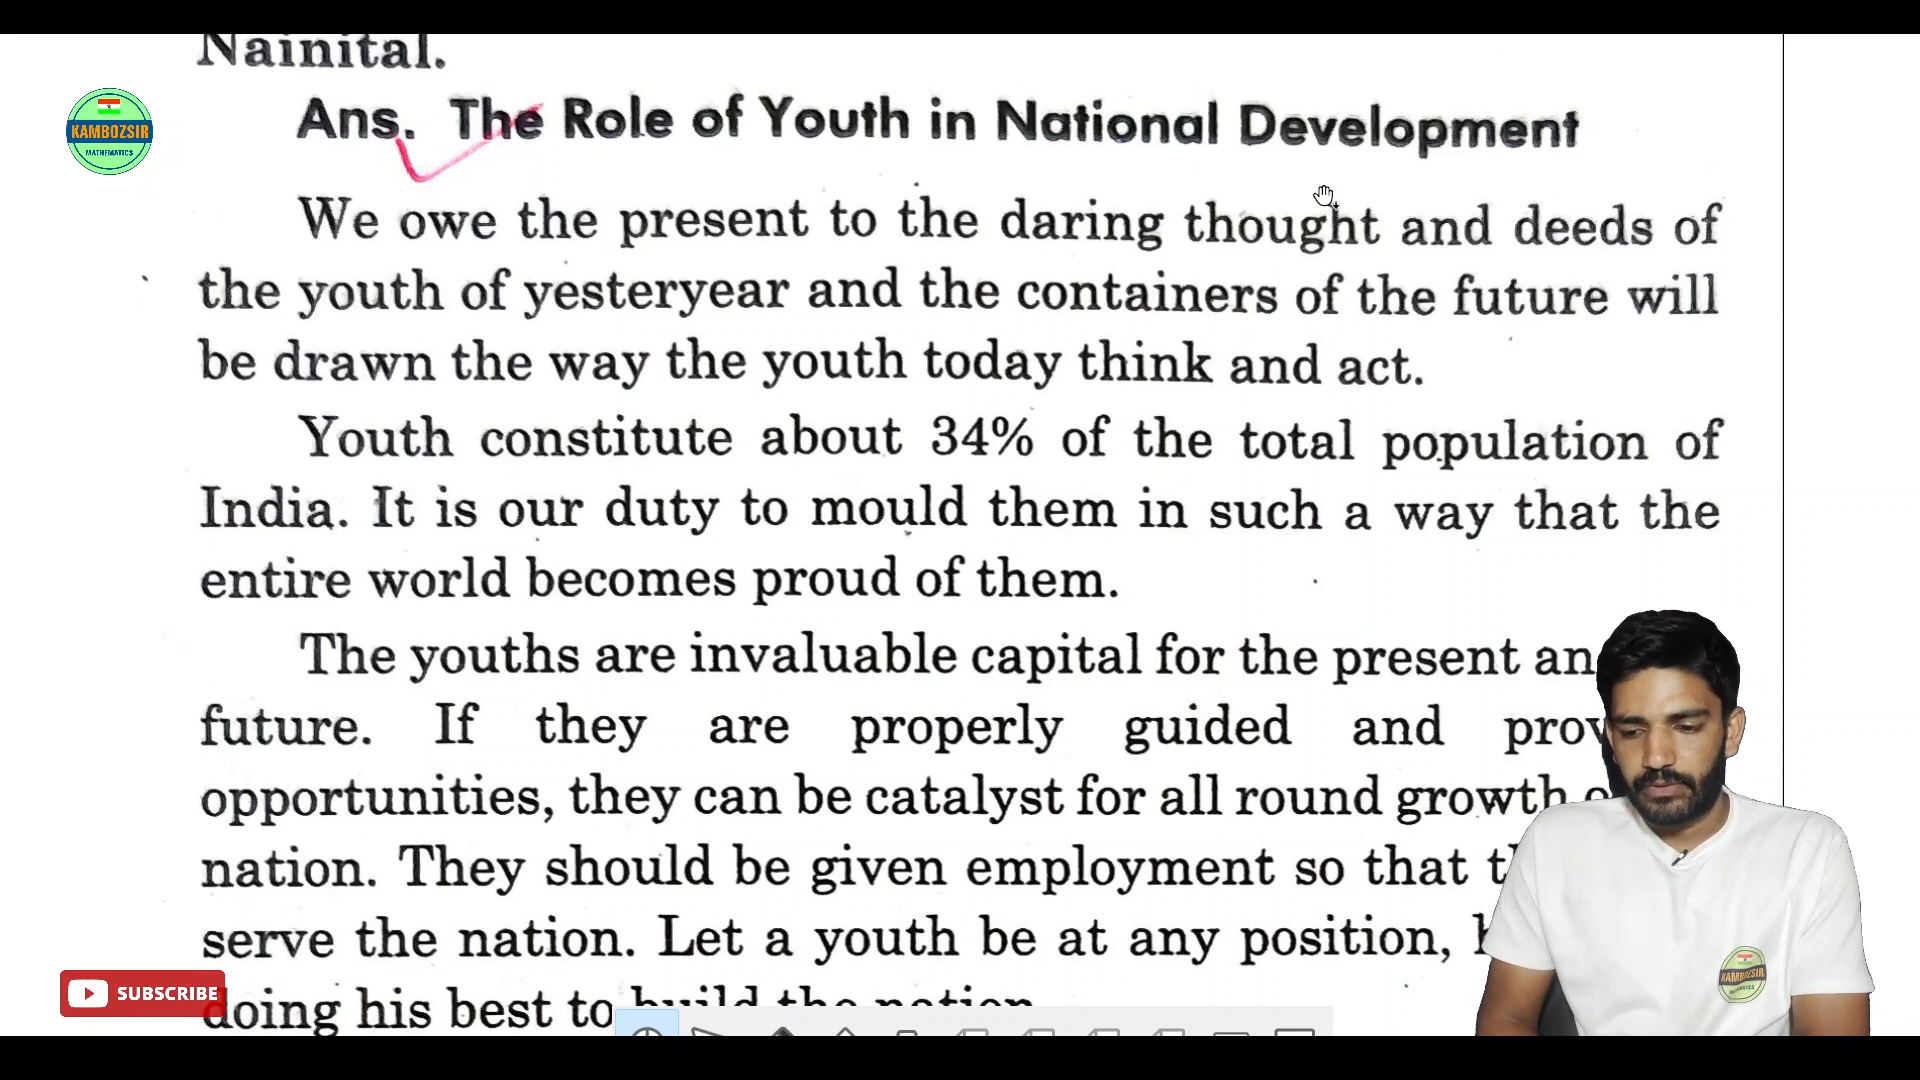 Nainital.
KAMBOZSIR
MATHEMATICS
Ans. The Role of Youth in National Development
We owe the present to the daring thought and deeds of
the youth of yesteryear and the containers of the future will
be drawn the way the youth today think and act.
Youth constitute about 34% of the total population of
India. It is our duty to mould them in such a way that the
entire world becomes proud of them.
The youths are invaluable capital for the present
future. If they are properly guided and
opportunities, they can be catalyst for all round growth
nation. They should be given employment so that
serve the nation. Let a youth be at any position,
doing his best to build the nation
SUBSCRIBE
KAMBOZSIR
MATHEMATICS